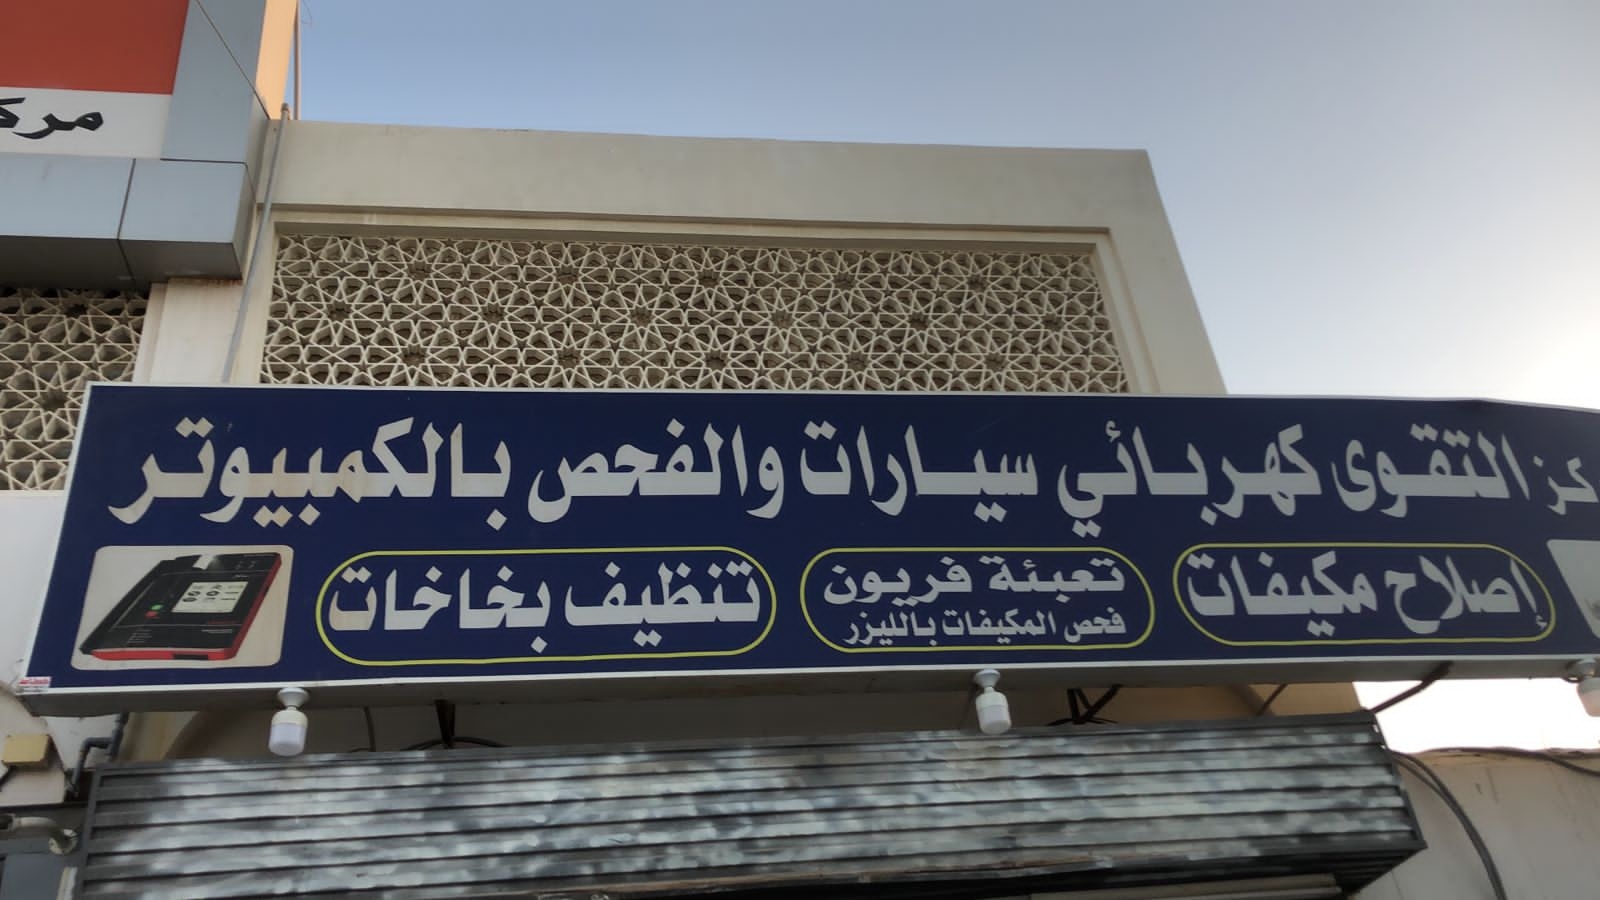 مرك
كز التقوى كهربائي سيارات والفحص بالكمبيوتر
إصلاح مكيفات
تعبئة فريون
فحص المكيفات بالليزر
تنظيف بخاخات